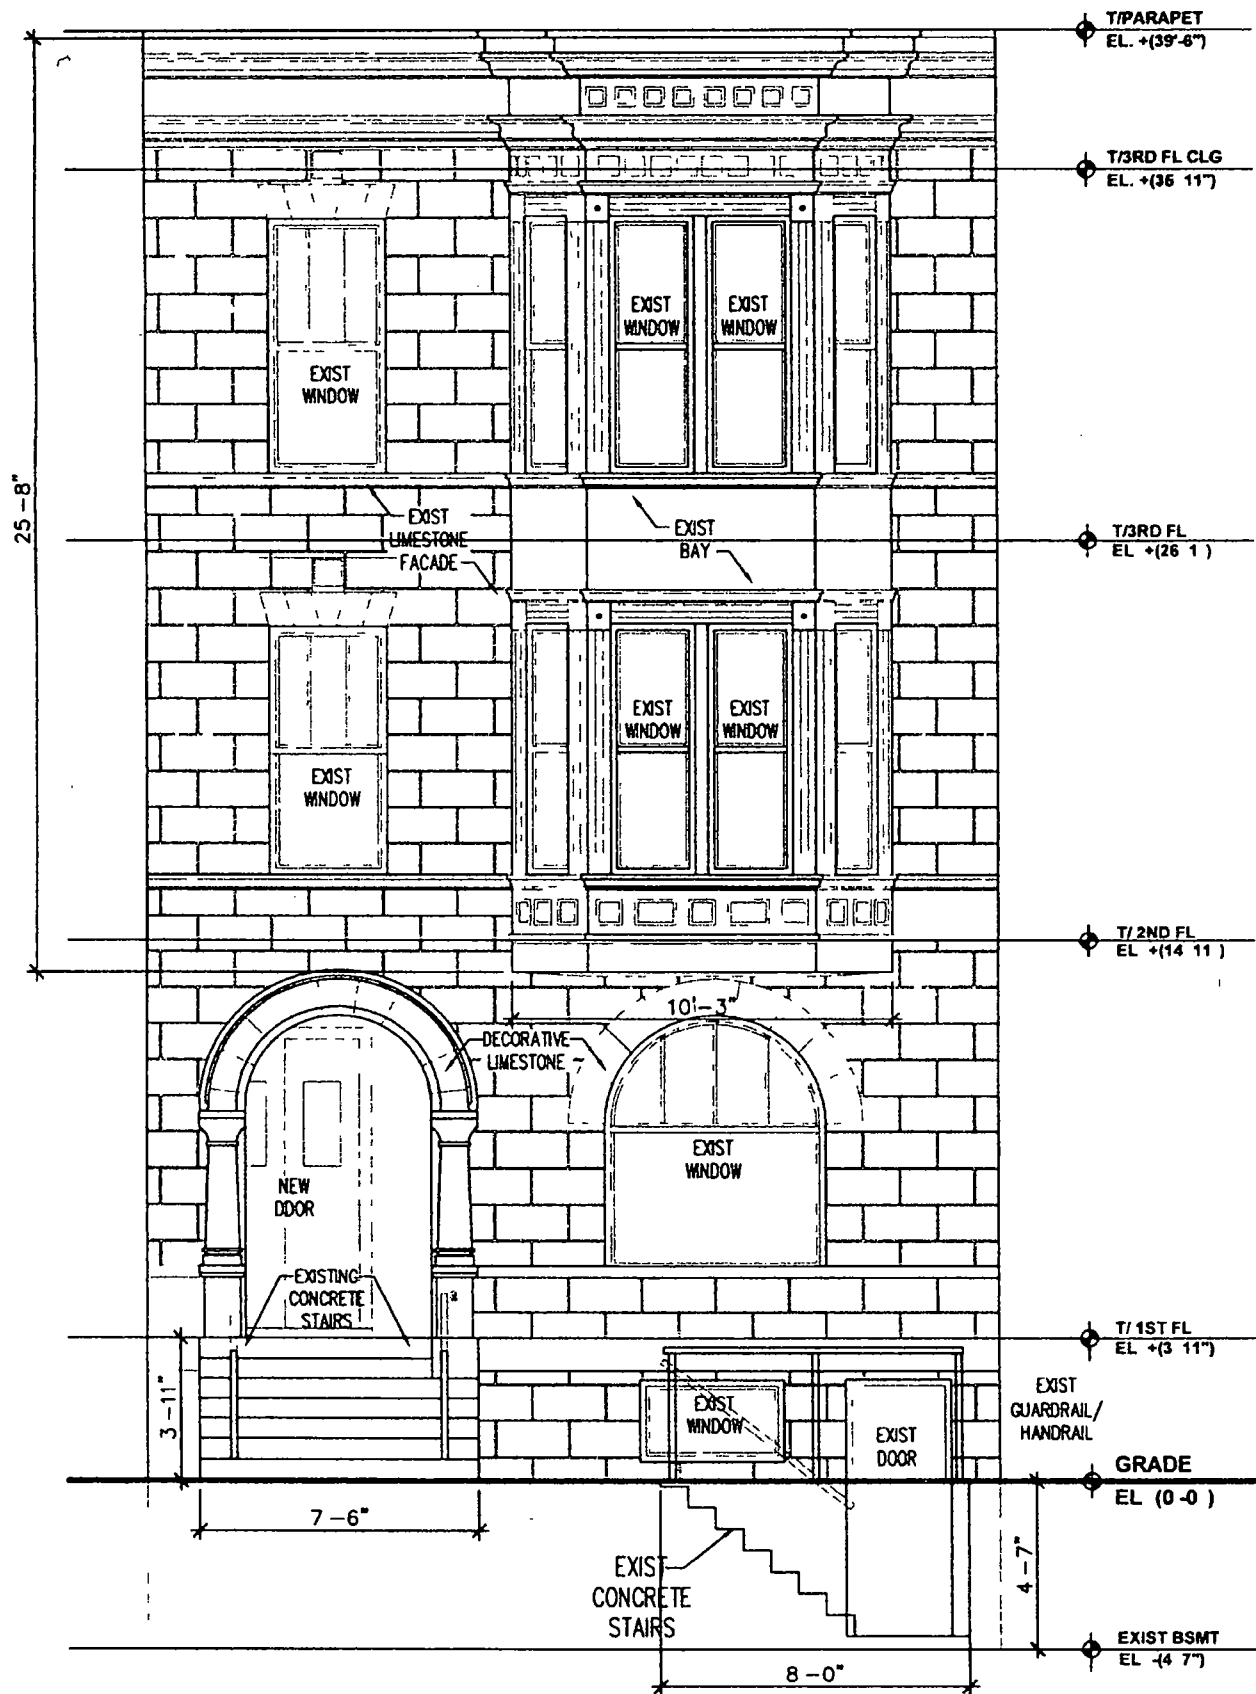 T/PARAPET
EL. +(39'-6")
T/3RD FL CLG
EL. +(36 11")
EXIST
WINDOW
EXIST
WINDOW
EXIST
WINDOW
25-8"
EXIST
LIMESTONE
FACADE
EXIST
BAY
T/3RD FL
EL +(26 1 )
EXIST
WINDOW
EXIST
WINDOW
EXIST
WINDOW
T/ 2ND FL
EL +(14 11 )
10'-3"
DECORATIVE
LIMESTONE
EXIST
WINDOW
NEW
DOOR
EXISTING
CONCRETE
STAIRS
T/ 1ST FL
EL +(3 11")
3-11"
EXIST
WINDOW
EXIST
DOOR
EXIST
GUARDRAIL/
HANDRAIL
GRADE
EL (0-0 )
7-6"
EXIST
CONCRETE
STAIRS
4-7"
EXIST BSMT
EL -(4 7")
8-0"